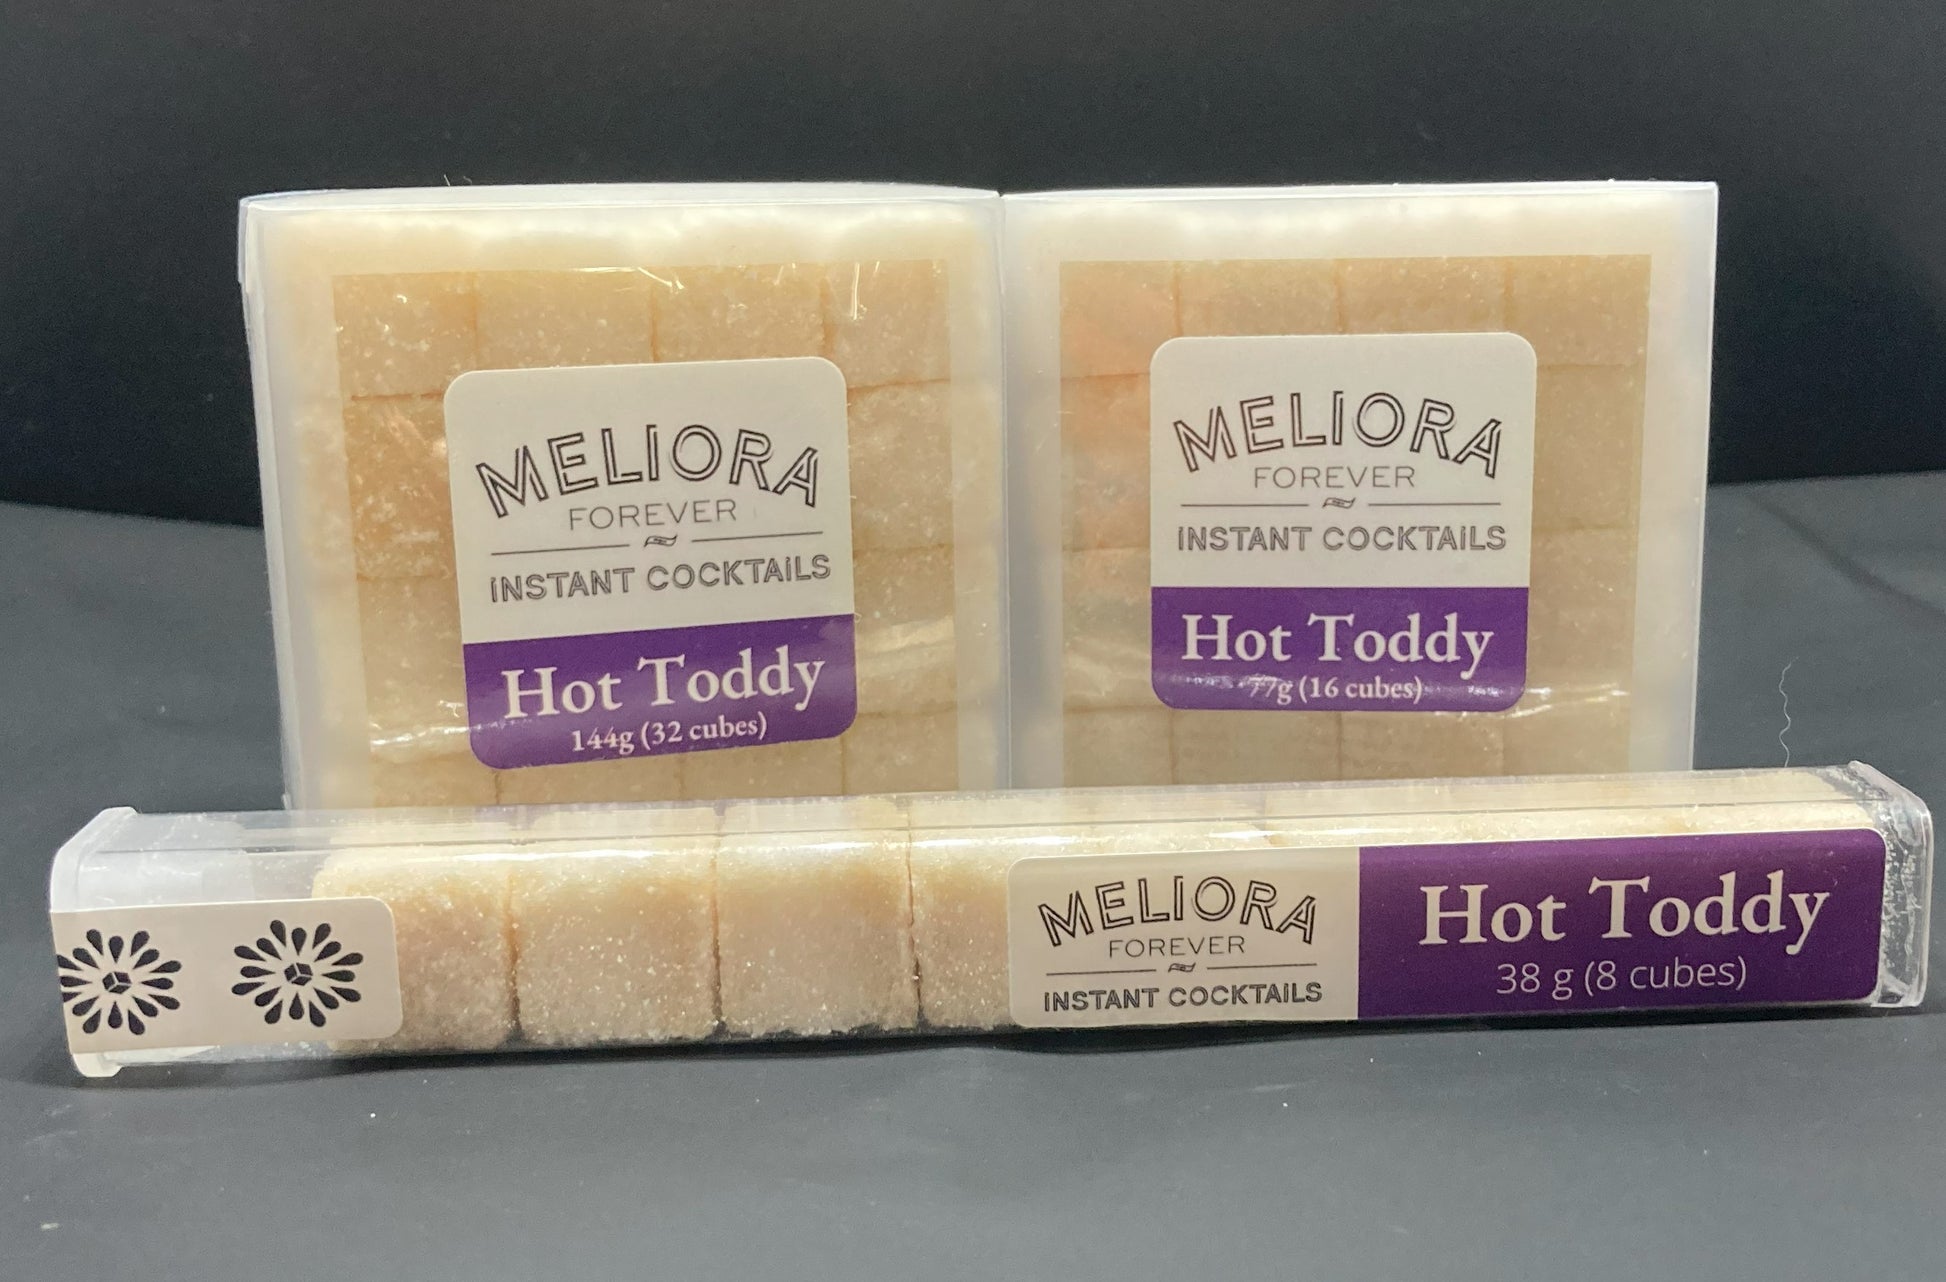 MELIORA
FOREVER
INSTANT COCKTAiLS
Hot Toddy
144g (32 cubes)
MELIORA
FOREVER
INSTANT COCKTAiLS
Hot Toddy
77g (16 cubes)
MELIORA
FOREVER
INSTANT COCKTAiLS
Hot Toddy
38 g (8 cubes)